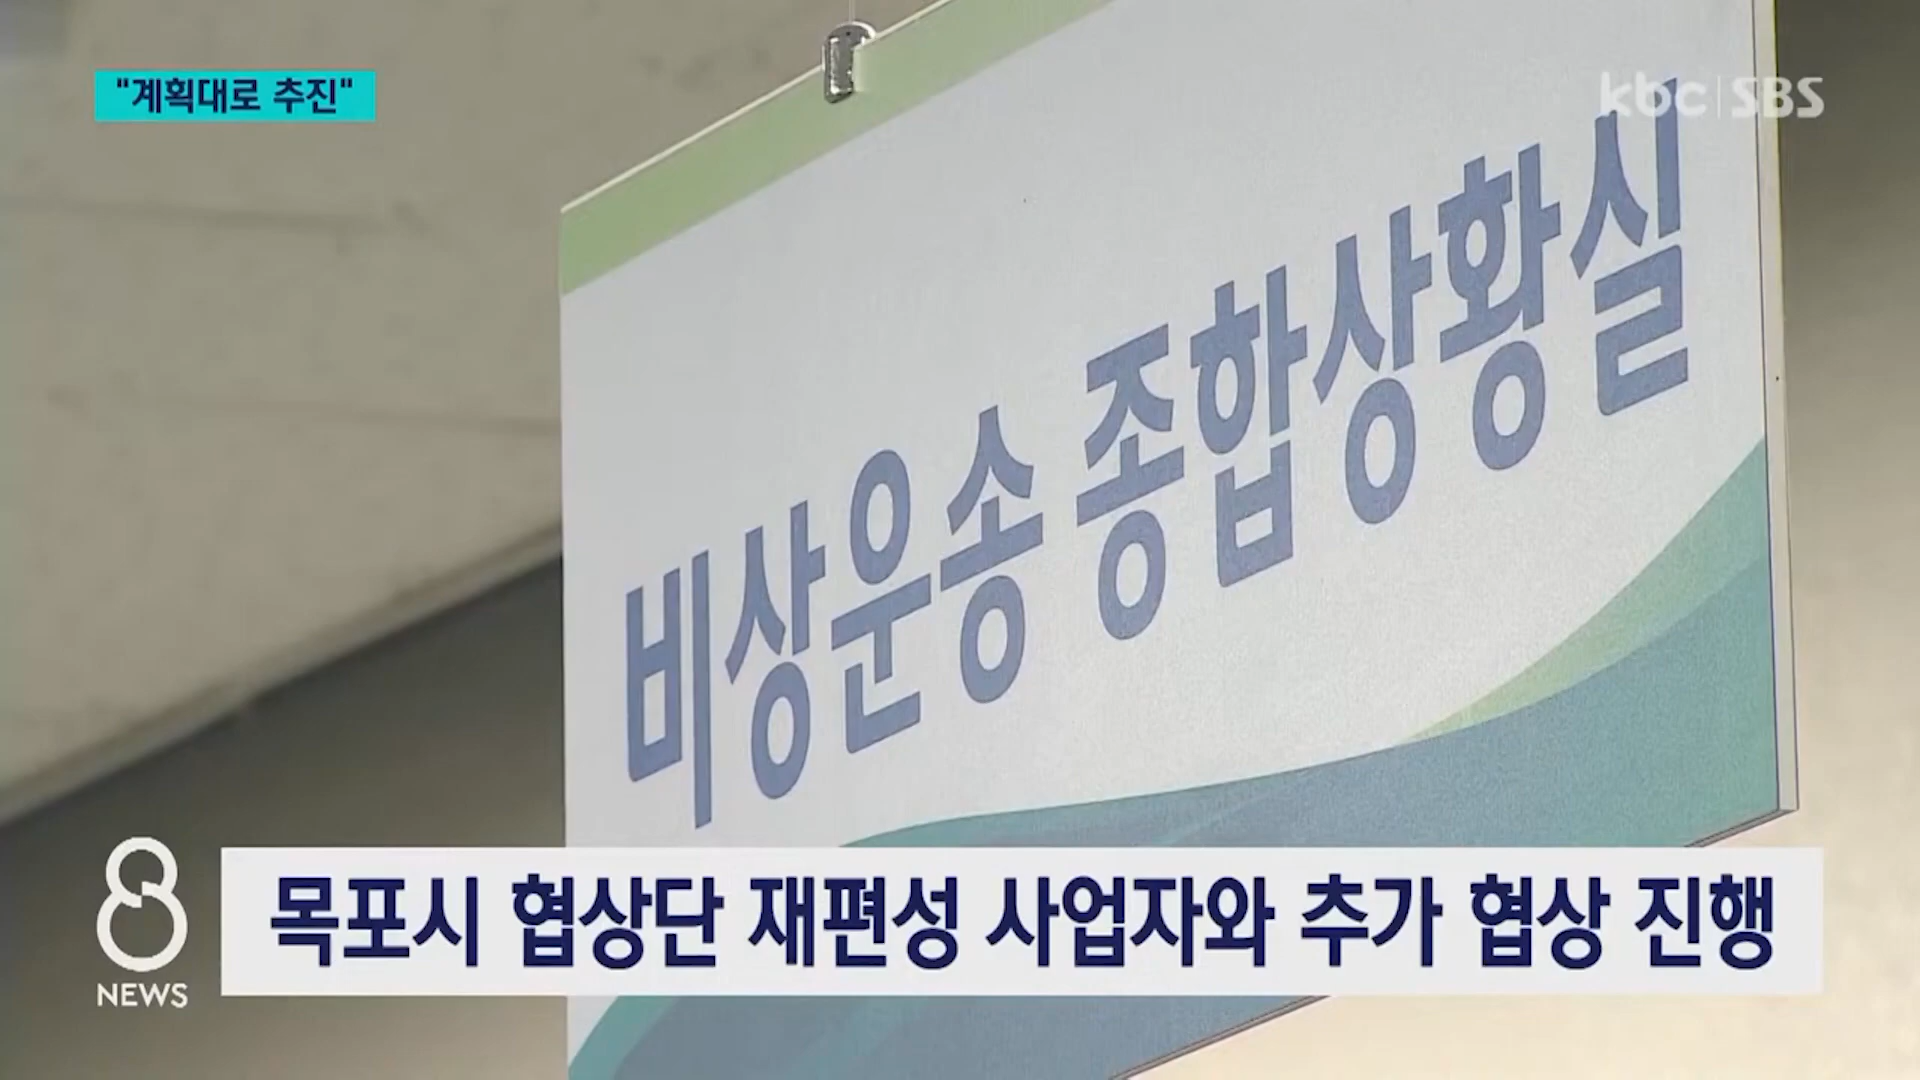 "계획대로 추진"
kbc SBS
비상운송 종합상황실
8
NEWS
목포시 협상단 재편성 사업자와 추가 협상 진행